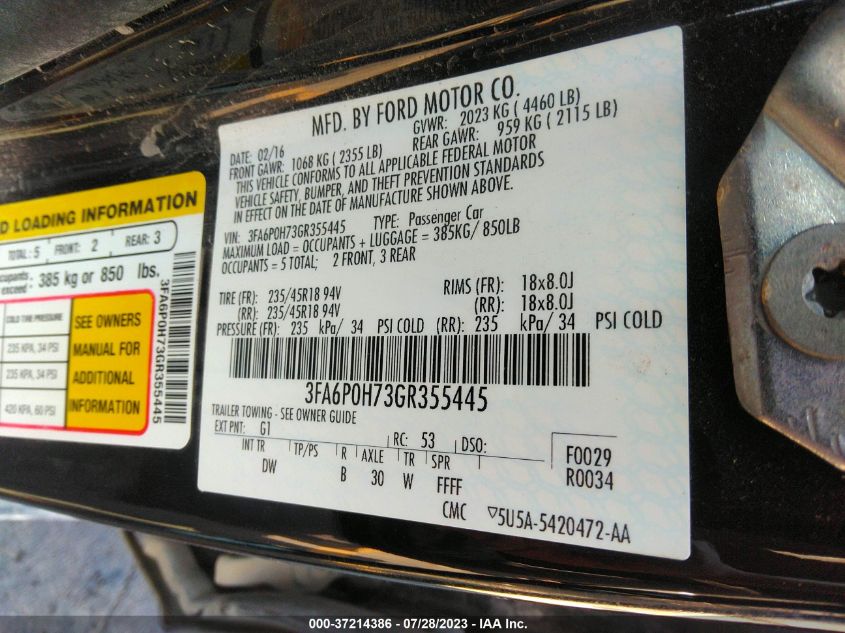 D LOADING INFORMATION
TOTAL: 5 FRONT: 2 REAR: 3
exceed: 385 kg or 850 lbs.
COLD TIRE PRESSURE
235 KPA, 34 PSI
235 KPA, 34 PSI
420 KPA, 60 PSI
SEE OWNERS
MANUAL FOR
ADDITIONAL
INFORMATION
3FA6P0H73GR355445
MFD. BY FORD MOTOR CO.
DATE: 02/16 GVWR: 2023 KG ( 4460 LB)
FRONT GAWR: 1068 KG ( 2355 LB) REAR GAWR: 959 KG ( 2115 LB)
THIS VEHICLE CONFORMS TO ALL APPLICABLE FEDERAL MOTOR
VEHICLE SAFETY, BUMPER, AND THEFT PREVENTION STANDARDS
IN EFFECT ON THE DATE OF MANUFACTURE SHOWN ABOVE.
VIN: 3FA6P0H73GR355445 TYPE: Passenger Car
MAXIMUM LOAD = OCCUPANTS + LUGGAGE = 385KG/ 850LB
OCCUPANTS = 5 TOTAL; 2 FRONT, 3 REAR
TIRE (FR): 235/45R18 94V RIMS (FR): 18x8.0J
(RR): 235/45R18 94V (RR): 18x8.0J
PRESSURE (FR): 235 kPa/ 34 PSI COLD (RR): 235 kPa/ 34 PSI COLD
3FA6P0H73GR355445
TRAILER TOWING - SEE OWNER GUIDE
EXT PNT: G1 RC: 53 DSO:
INT TR TP/PS R AXLE TR SPR
DW B 30 W FFFF
F0029
R0034
CMC ▽5U5A-5420472-AA
000-37214386 - 07/28/2023 - IAA Inc.